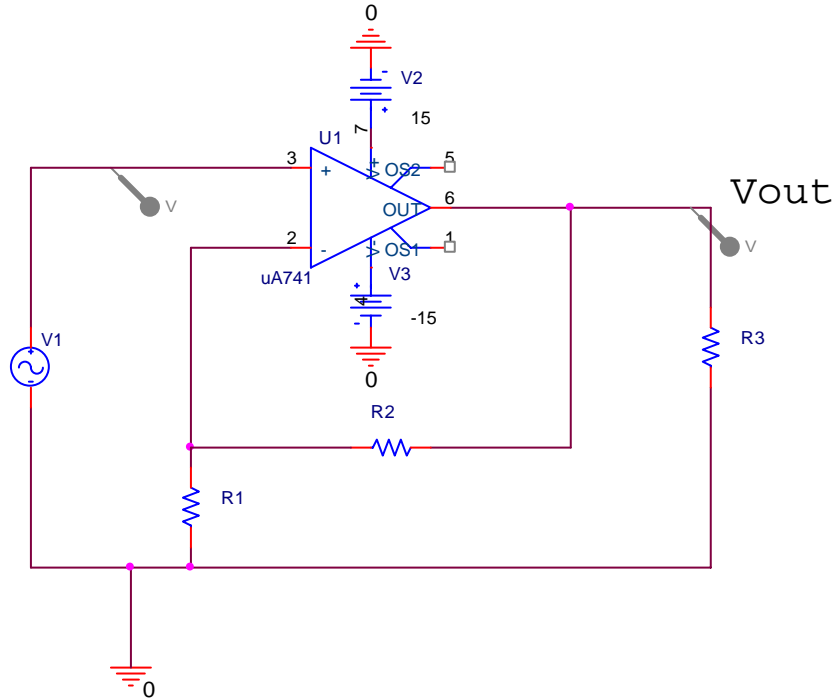 0
-
V2
+
15
7
U1
3
+
V+
OS2
5
V
Vout
OUT
6
2
-
V-
OS1
1
V
uA741
V3
+
4
-15
-
0
V1
+
-
R3
R2
R1
0